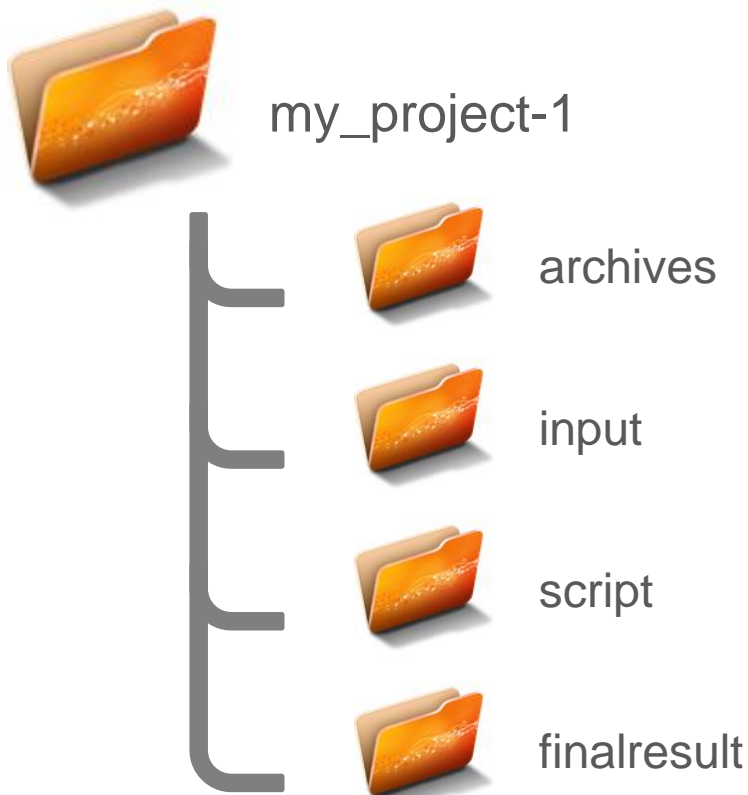 my_project-1
archives
input
script
finalresult